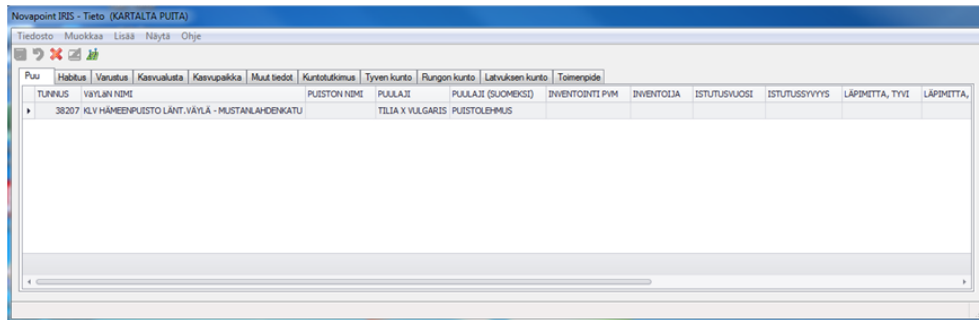 Novapoint IRIS - Tieto (KARTALTA PUITA)
Tiedosto Muokkaa Lisää Näytä Ohje
Puu Habitus Varustus Kasvualusta Kasvupaikka Muut tiedot Kuntotutkimus Tyven kunto Rungon kunto Latvuksen kunto Toimenpide
TUNNUS VäYLäN NIMI PUISTON NIMI PUULAJI PUULAJI (SUOMEKSI) INVENTOINTI PVM INVENTOIJA ISTUTUSVUOSI ISTUTUSSYVYYS LÄPIMITTA, TYVI LÄPIMITTA,
38207 KLV HÄMEENPUISTO LÄNT.VÄYLÄ - MUSTANLAHDENKATU TILIA X VULGARIS PUISTOLEHMUS